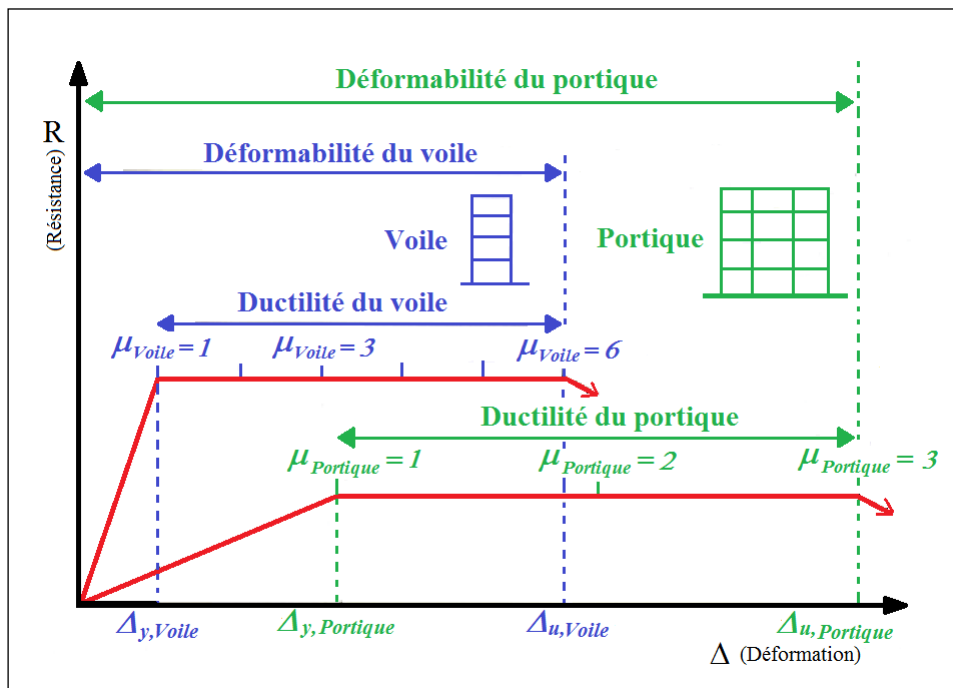 Déformabilité du portique
R
(Résistance)
Déformabilité du voile
Voile
Portique
Ductilité du voile
μVoile = 1
μVoile = 3
μVoile = 6
Ductilité du portique
μPortique = 1
μPortique = 2
μPortique = 3
Δy,Voile
Δy,Portique
Δu,Voile
Δu,Portique
Δ (Déformation)